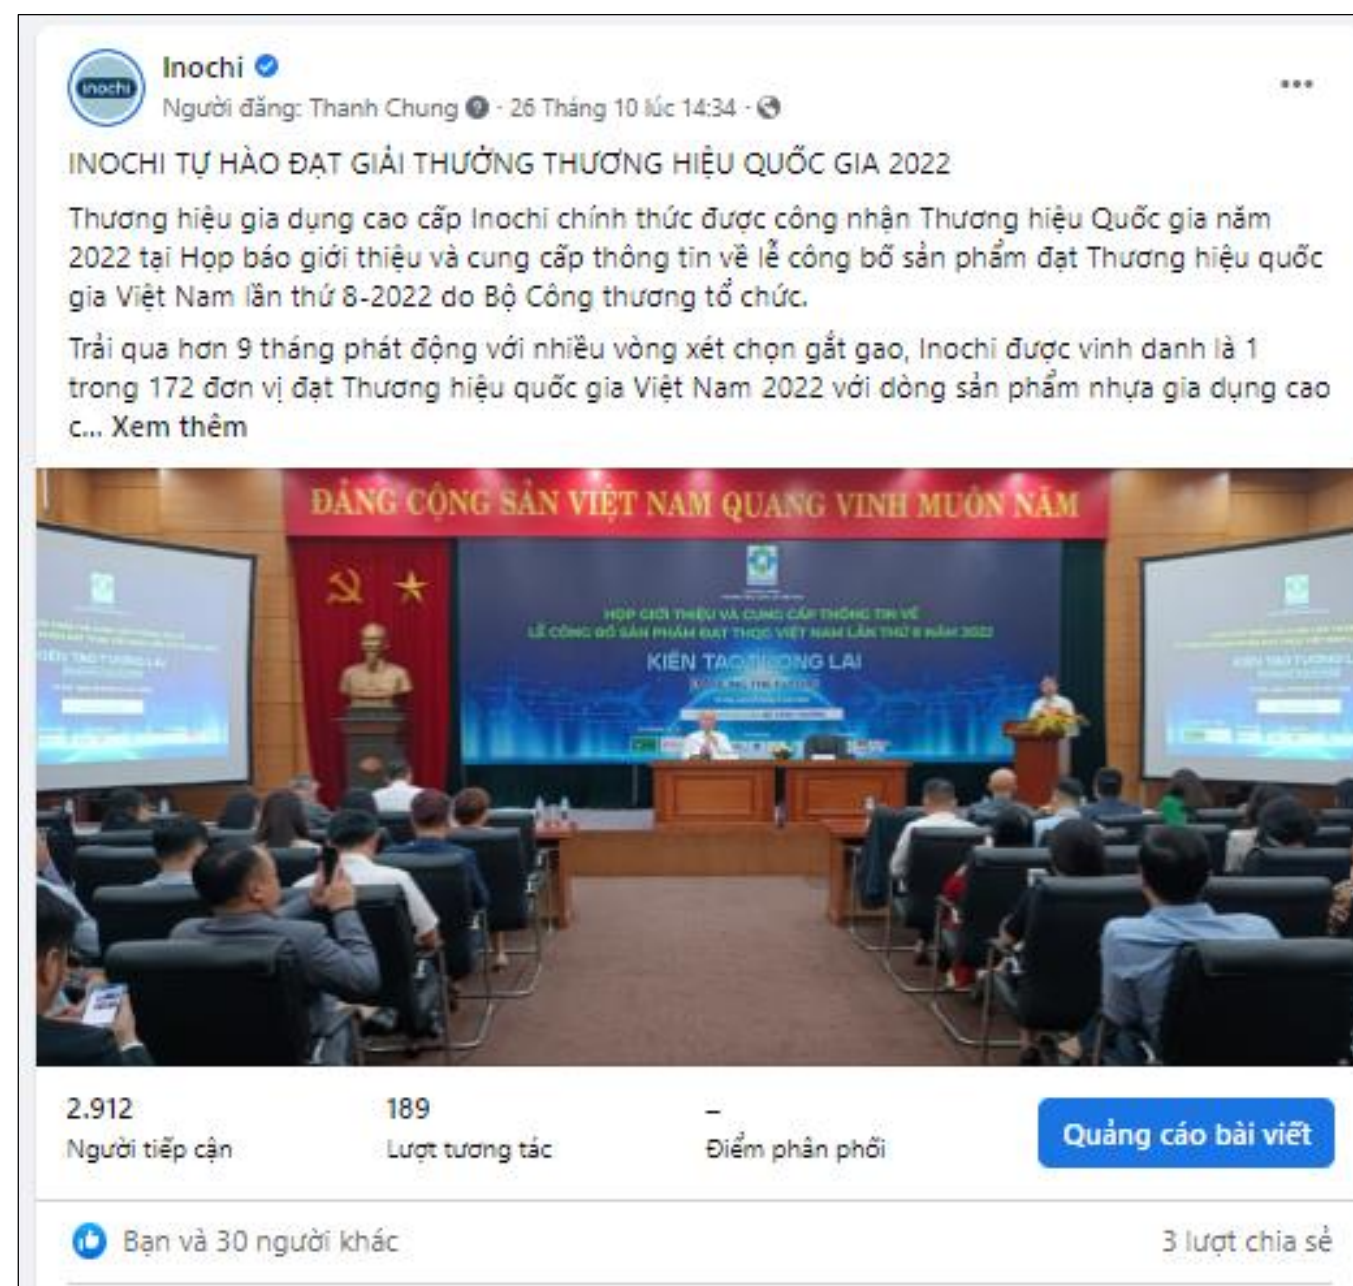 inochi
Inochi
Người đăng: Thanh Chung · 26 Tháng 10 lúc 14:34 ·
INOCHI TỰ HÀO ĐẠT GIẢI THƯỞNG THƯƠNG HIỆU QUỐC GIA 2022
Thương hiệu gia dụng cao cấp Inochi chính thức được công nhận Thương hiệu Quốc gia năm
2022 tại Họp báo giới thiệu và cung cấp thông tin về lễ công bố sản phẩm đạt Thương hiệu quốc
gia Việt Nam lần thứ 8-2022 do Bộ Công thương tổ chức.
Trải qua hơn 9 tháng phát động với nhiều vòng xét chọn gắt gao, Inochi được vinh danh là 1
trong 172 đơn vị đạt Thương hiệu quốc gia Việt Nam 2022 với dòng sản phẩm nhựa gia dụng cao
c... Xem thêm
ĐẢNG CỘNG SẢN VIỆT NAM QUANG VINH MUÔN NĂM
HỌP GIỚI THIỆU VÀ CUNG CẤP THÔNG TIN VỀ
LỄ CÔNG BỐ SẢN PHẨM ĐẠT THQG VIỆT NAM LẦN THỨ 8 NĂM 2022
KIẾN TẠO TƯƠNG LAI
2.912
Người tiếp cận
189
Lượt tương tác
–
Điểm phân phối
Quảng cáo bài viết
Bạn và 30 người khác
3 lượt chia sẻ